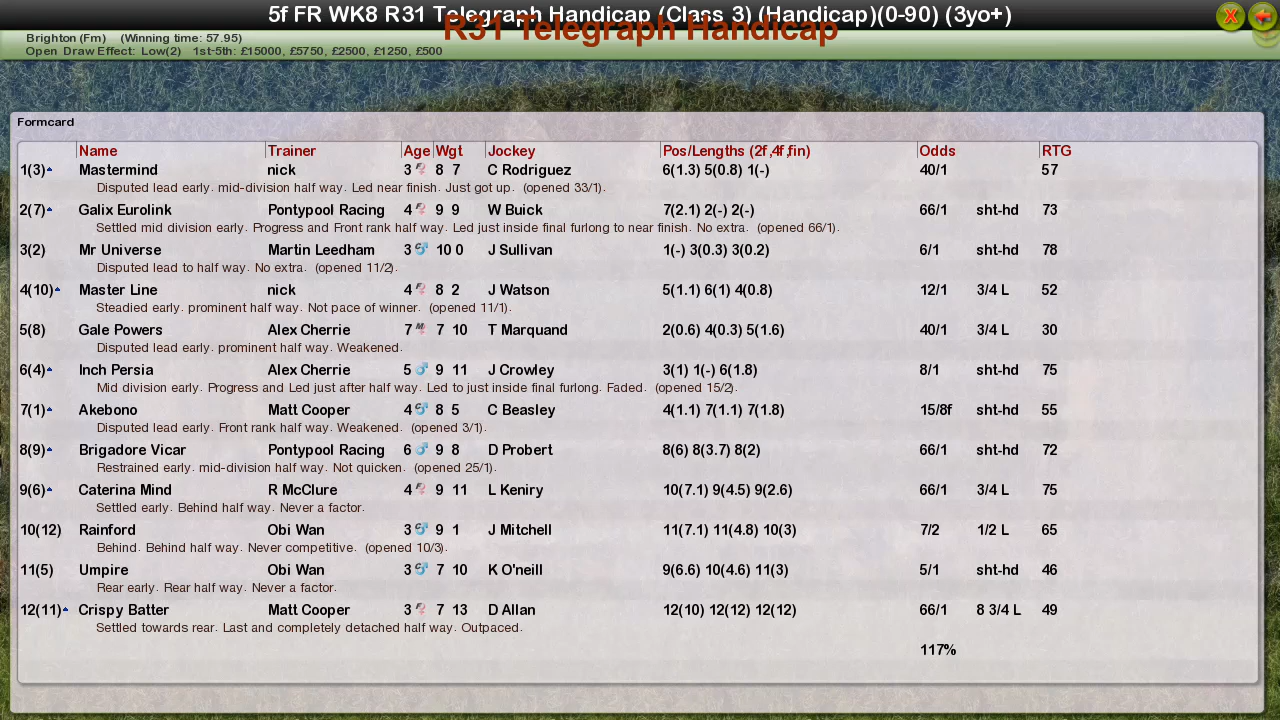 5f FR WK8 R31 Telegraph Handicap (Class 3) (Handicap)(0-90) (3yo+)
R31 Telegraph Handicap
Brighton (Fm) (Winning time: 57.95)
Open Draw Effect: Low(2) 1st-5th: £15000, £5750, £2500, £1250, £500
Formcard
Name Trainer Age Wgt Jockey Pos/Lengths (2f,4f,fin) Odds RTG
1(3) Mastermind nick 3 8 7 C Rodriguez 6(1.3) 5(0.8) 1(-) 40/1 57
Disputed lead early. mid-division half way. Led near finish. Just got up. (opened 33/1).
2(7) Galix Eurolink Pontypool Racing 4 9 9 W Buick 7(2.1) 2(-) 2(-) 66/1 sht-hd 73
Settled mid division early. Progress and Front rank half way. Led just inside final furlong to near finish. No extra. (opened 66/1).
3(2) Mr Universe Martin Leedham 3 10 0 J Sullivan 1(-) 3(0.3) 3(0.2) 6/1 sht-hd 78
Disputed lead to half way. No extra. (opened 11/2).
4(10) Master Line nick 4 8 2 J Watson 5(1.1) 6(1) 4(0.8) 12/1 3/4 L 52
Steadied early. prominent half way. Not pace of winner. (opened 11/1).
5(8) Gale Powers Alex Cherrie 7 7 10 T Marquand 2(0.6) 4(0.3) 5(1.6) 40/1 3/4 L 30
Disputed lead early. prominent half way. Weakened.
6(4) Inch Persia Alex Cherrie 5 9 11 J Crowley 3(1) 1(-) 6(1.8) 8/1 sht-hd 75
Mid division early. Progress and Led just after half way. Led to just inside final furlong. Faded. (opened 15/2).
7(1) Akebono Matt Cooper 4 8 5 C Beasley 4(1.1) 7(1.1) 7(1.8) 15/8f sht-hd 55
Disputed lead early. Front rank half way. Weakened. (opened 3/1).
8(9) Brigadore Vicar Pontypool Racing 6 9 8 D Probert 8(6) 8(3.7) 8(2) 66/1 sht-hd 72
Restrained early. mid-division half way. Not quicken. (opened 25/1).
9(6) Caterina Mind R McClure 4 9 11 L Keniry 10(7.1) 9(4.5) 9(2.6) 66/1 3/4 L 75
Settled early. Behind half way. Never a factor.
10(12) Rainford Obi Wan 3 9 1 J Mitchell 11(7.1) 11(4.8) 10(3) 7/2 1/2 L 65
Behind. Behind half way. Never competitive. (opened 10/3).
11(5) Umpire Obi Wan 3 7 10 K O'neill 9(6.6) 10(4.6) 11(3) 5/1 sht-hd 46
Rear early. Rear half way. Never a factor.
12(11) Crispy Batter Matt Cooper 3 7 13 D Allan 12(10) 12(12) 12(12) 66/1 8 3/4 L 49
Settled towards rear. Last and completely detached half way. Outpaced.
117%